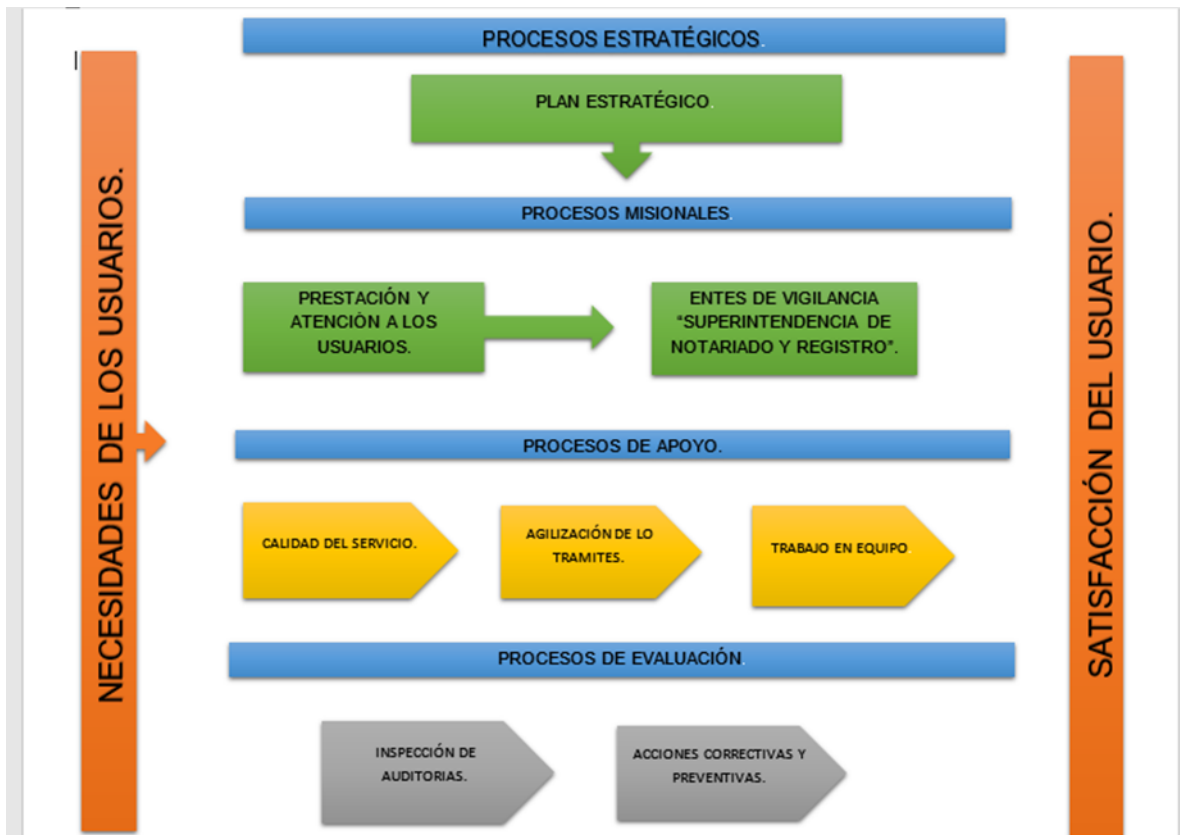 PROCESOS ESTRATÉGICOS.
PLAN ESTRATÉGICO.
NECESIDADES DE LOS USUARIOS.
PROCESOS MISIONALES.
PRESTACIÓN Y
ATENCIÒN A LOS
USUARIOS.
ENTES DE VIGILANCIA
“SUPERINTENDENCIA DE
NOTARIADO Y REGISTRO”.
PROCESOS DE APOYO.
CALIDAD DEL SERVICIO.
AGILIZACIÓN DE LO
TRAMITES.
TRABAJO EN EQUIPO.
PROCESOS DE EVALUACIÓN.
INSPECCIÓN DE
AUDITORIAS.
ACCIONES CORRECTIVAS Y
PREVENTIVAS.
SATISFACCIÓN DEL USUARIO.